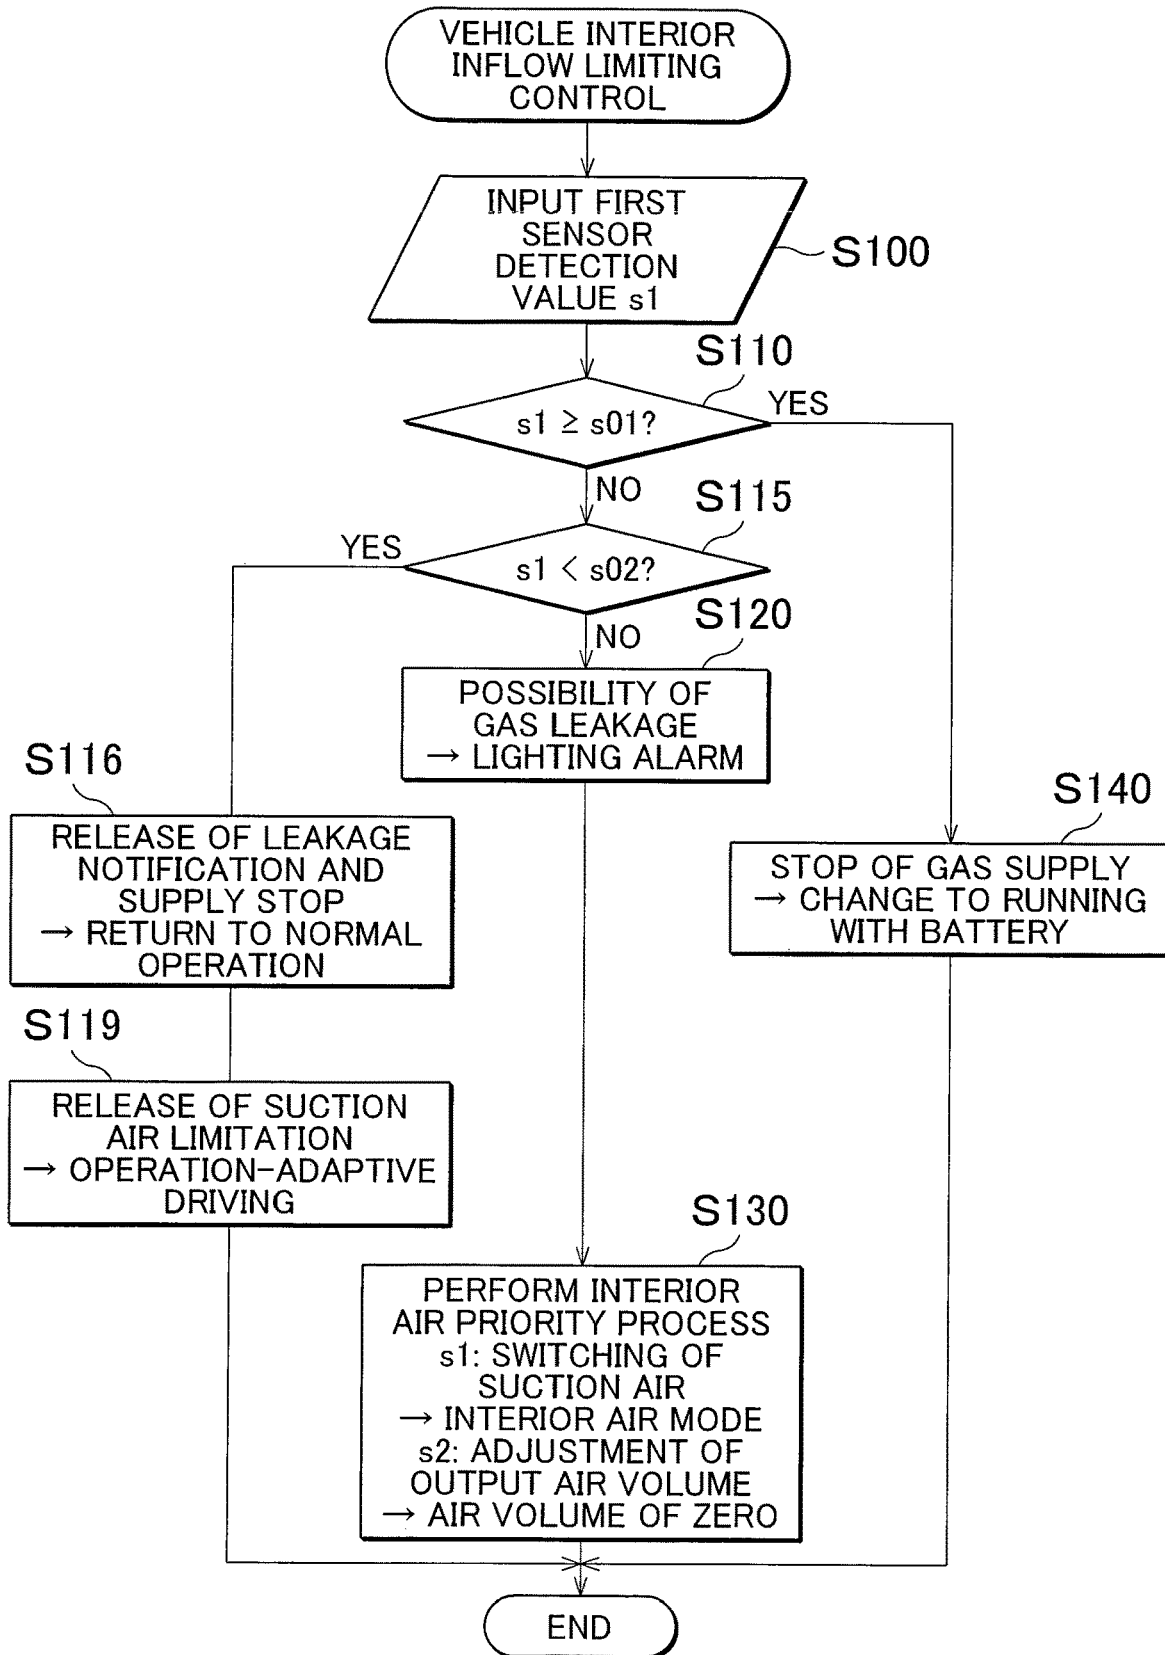 VEHICLE INTERIOR
INFLOW LIMITING
CONTROL
INPUT FIRST
SENSOR
DETECTION
VALUE s1
S100
S110
s1 ≥ s01?
YES
NO
S115
YES
s1 < s02?
NO
S120
POSSIBILITY OF
GAS LEAKAGE
→ LIGHTING ALARM
S116
RELEASE OF LEAKAGE
NOTIFICATION AND
SUPPLY STOP
→ RETURN TO NORMAL
OPERATION
S140
STOP OF GAS SUPPLY
→ CHANGE TO RUNNING
WITH BATTERY
S119
RELEASE OF SUCTION
AIR LIMITATION
→ OPERATION-ADAPTIVE
DRIVING
S130
PERFORM INTERIOR
AIR PRIORITY PROCESS
s1: SWITCHING OF
SUCTION AIR
→ INTERIOR AIR MODE
s2: ADJUSTMENT OF
OUTPUT AIR VOLUME
→ AIR VOLUME OF ZERO
END